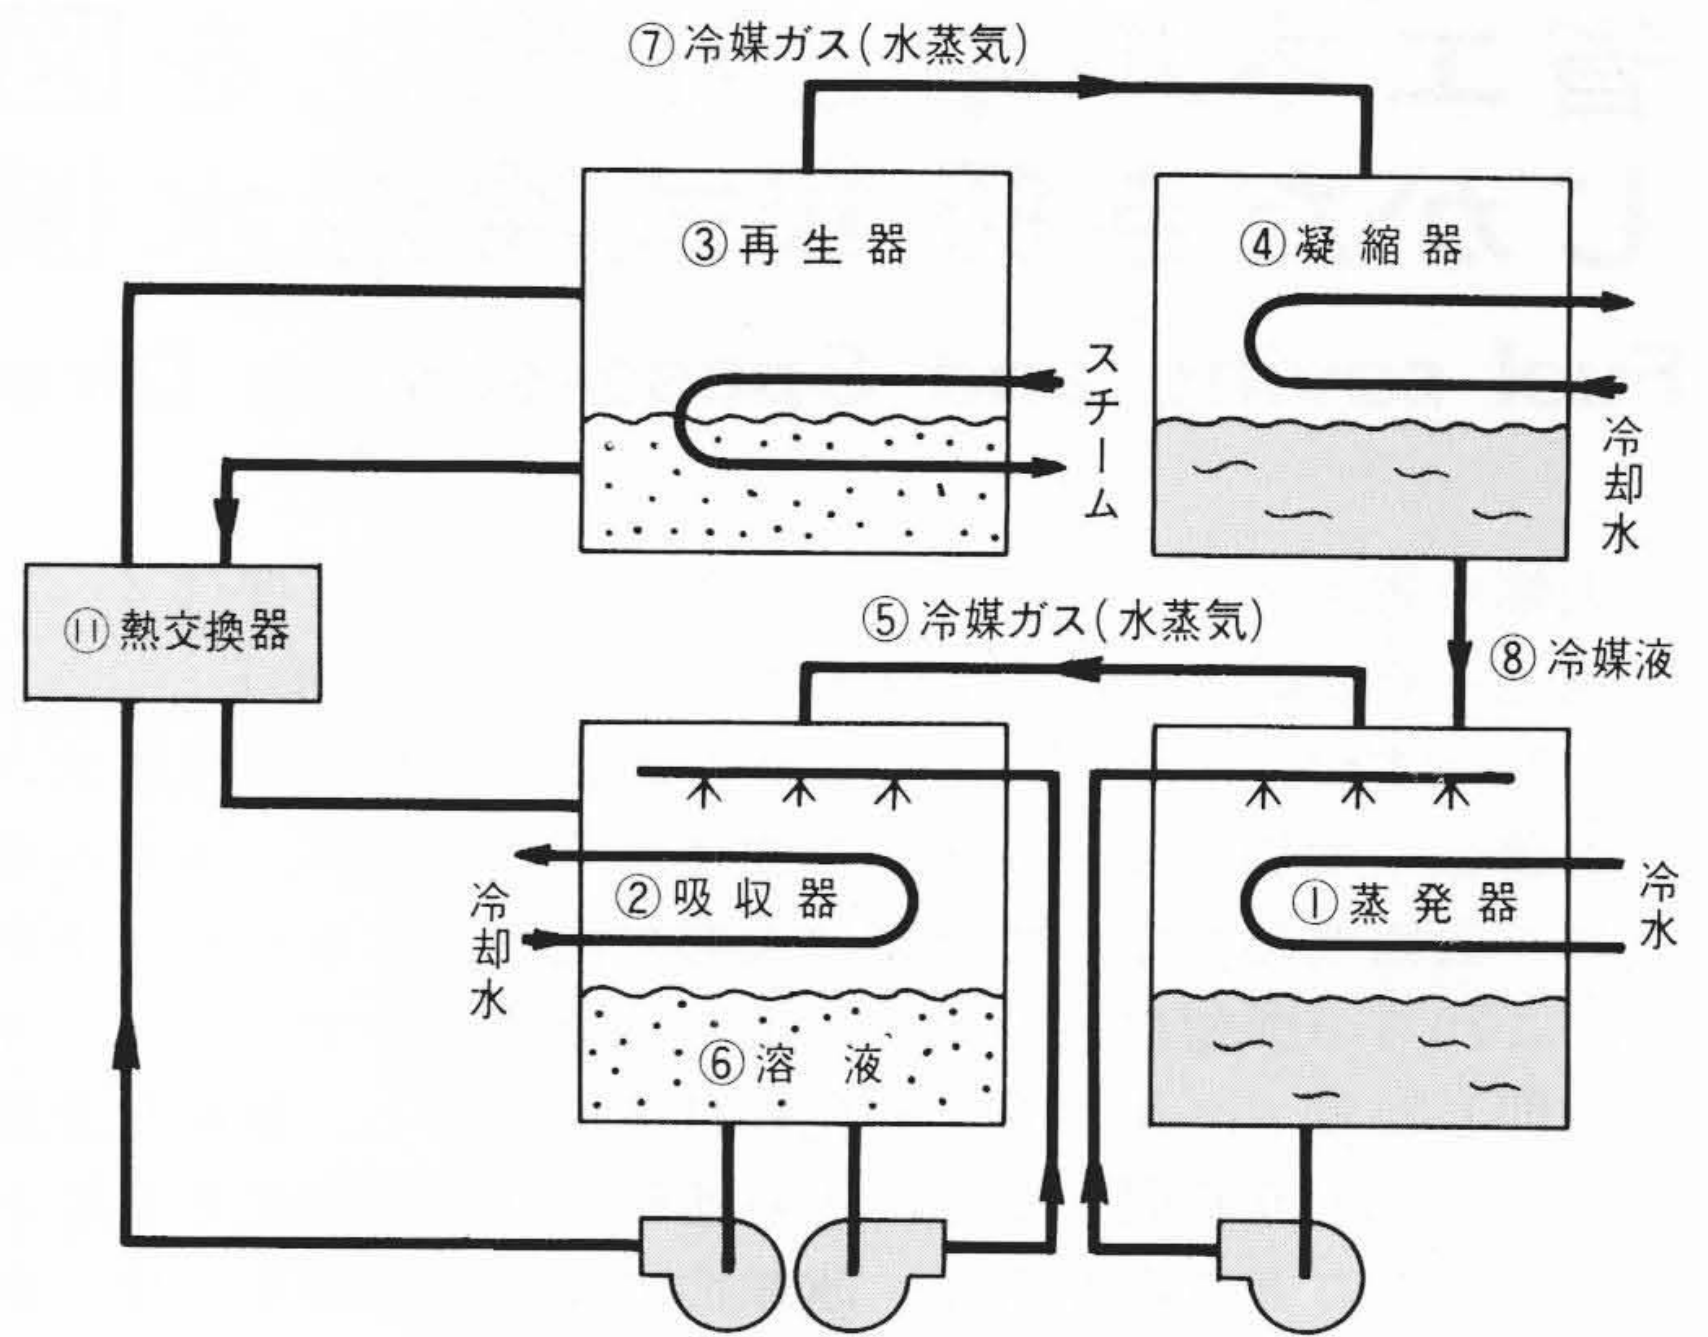 ⑦冷媒ガス(水蒸気)
③再生器
④凝縮器
スチーム
冷却水
⑪熱交換器
⑤冷媒ガス(水蒸気)
⑧冷媒液
②吸収器
冷却水
①蒸発器
冷水
⑥溶液